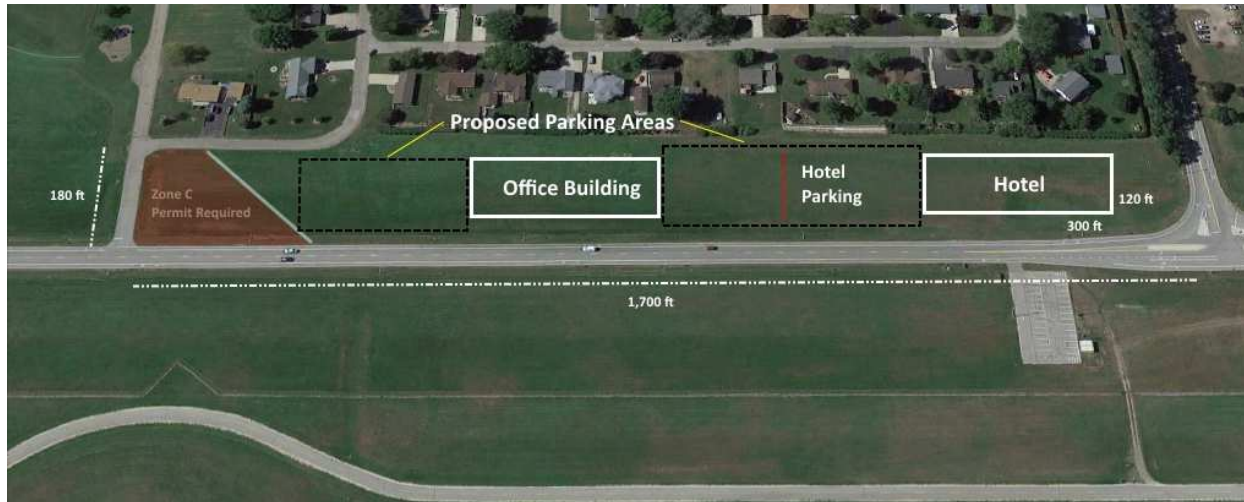 Proposed Parking Areas
180 ft
Zone C
Permit Required
Office Building
Hotel
Parking
Hotel
120 ft
300 ft
1,700 ft